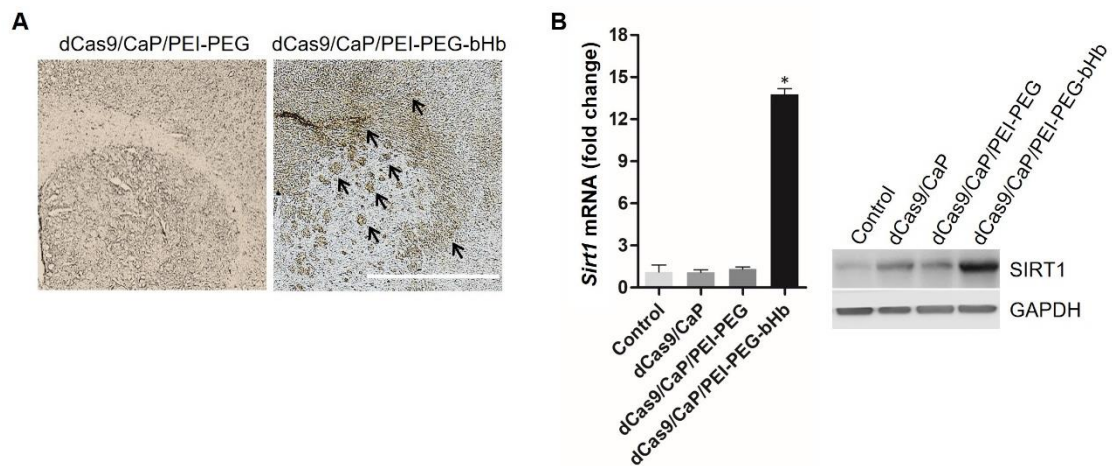 A
dCas9/CaP/PEI-PEG
dCas9/CaP/PEI-PEG-bHb
B
Sirt1 mRNA (fold change)
18
15
12
9
6
3
0
*
Control
dCas9/CaP
dCas9/CaP/PEI-PEG
dCas9/CaP/PEI-PEG-bHb
Control
dCas9/CaP
dCas9/CaP/PEI-PEG
dCas9/CaP/PEI-PEG-bHb
SIRT1
GAPDH